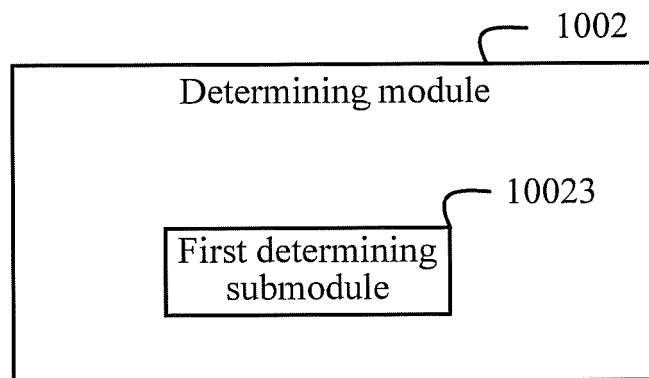 1002
Determining module
10023
First determining
submodule